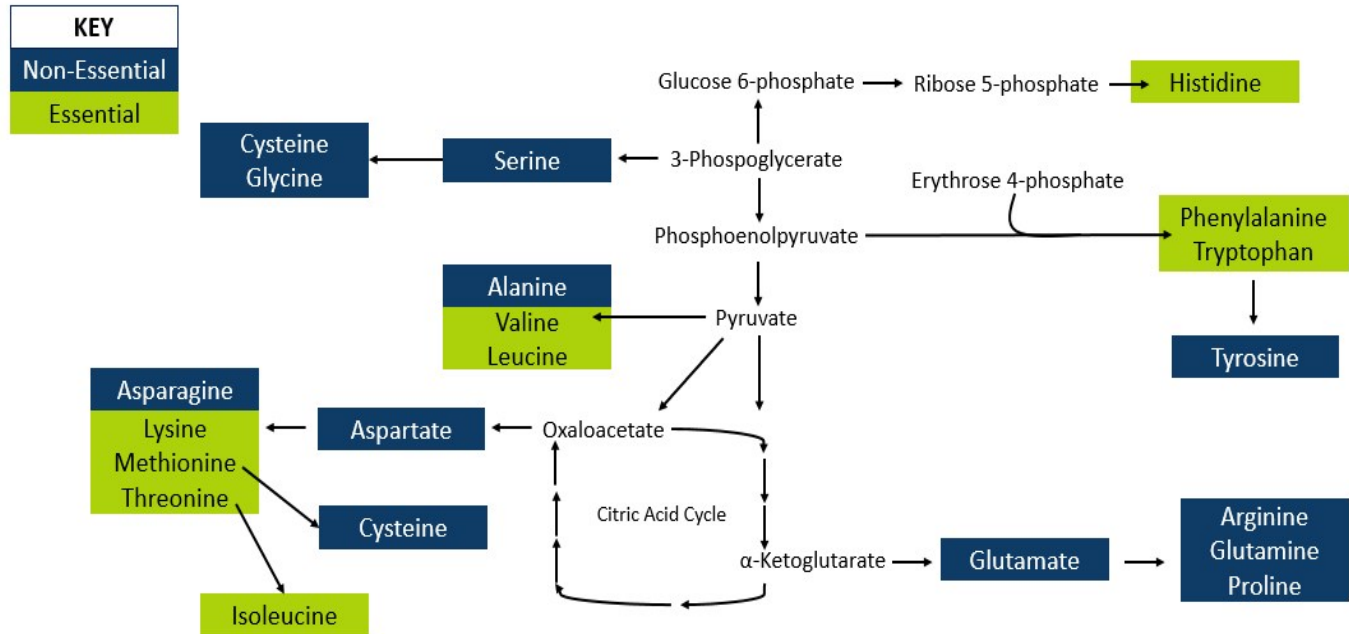 KEY
Non-Essential
Essential
Glucose 6-phosphate
Ribose 5-phosphate
Histidine
Cysteine
Glycine
Serine
3-Phospoglycerate
Erythrose 4-phosphate
Phosphoenolpyruvate
Phenylalanine
Tryptophan
Alanine
Valine
Leucine
Pyruvate
Tyrosine
Asparagine
Lysine
Methionine
Threonine
Aspartate
Oxaloacetate
Cysteine
Citric Acid Cycle
α-Ketoglutarate
Glutamate
Arginine
Glutamine
Proline
Isoleucine